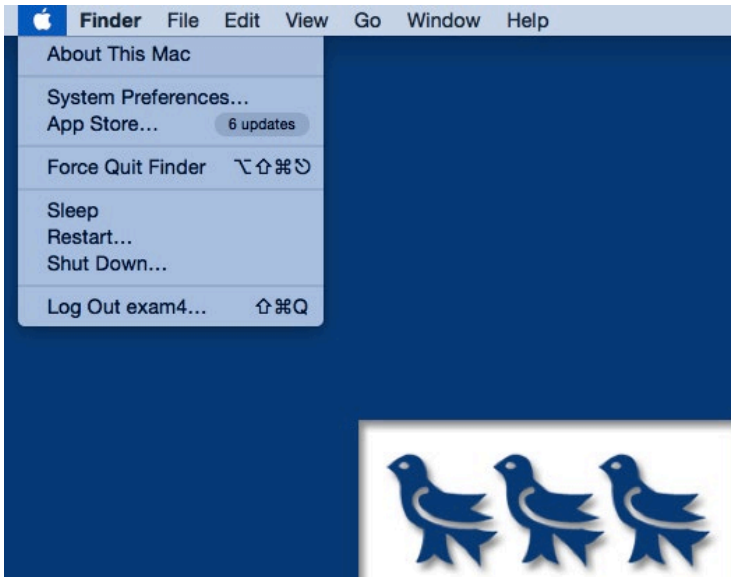 Finder File Edit View Go Window Help
About This Mac
System Preferences...
App Store... 6 updates
Force Quit Finder ⌥⇧⌘⎋
Sleep
Restart...
Shut Down...
Log Out exam4... ⇧⌘Q